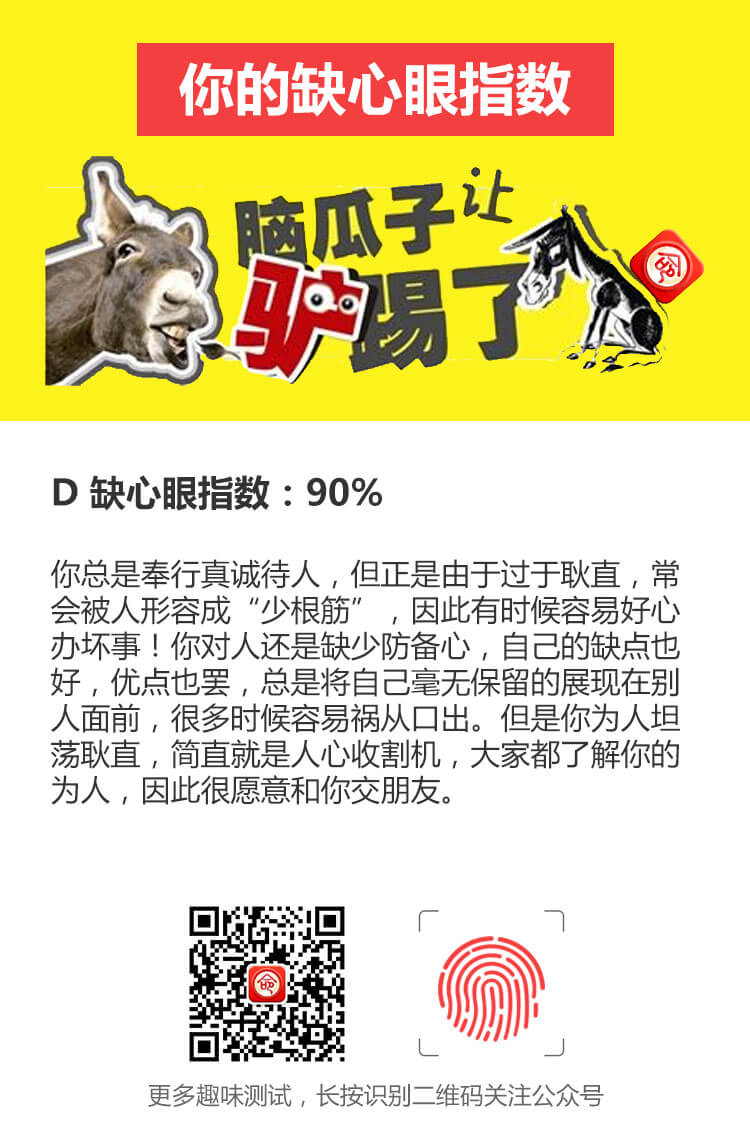 你的缺心眼指数
脑瓜子让
驴踢了
D 缺心眼指数：90%
你总是奉行真诚待人，但正是由于过于耿直，常
会被人形容成“少根筋”，因此有时候容易好心
办坏事！你对人还是缺少防备心，自己的缺点也
好，优点也罢，总是将自己毫无保留的展现在别
人面前，很多时候容易祸从口出。但是你为人坦
荡耿直，简直就是人心收割机，大家都了解你的
为人，因此很愿意和你交朋友。
更多趣味测试，长按识别二维码关注公众号